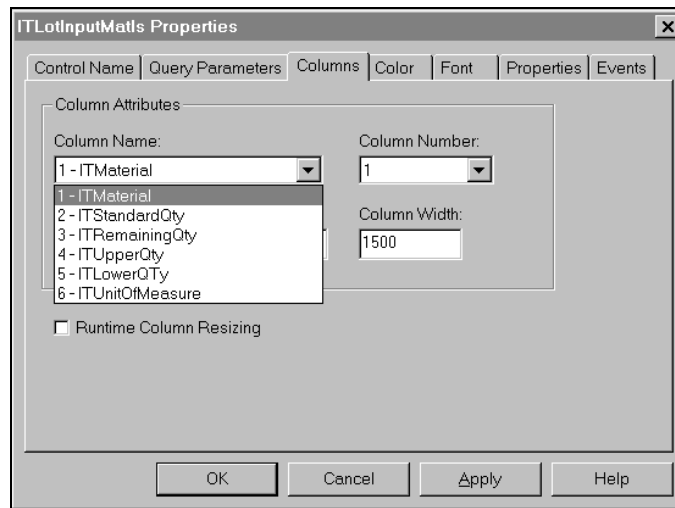 ITLotInputMatls Properties
Control Name Query Parameters Columns Color Font Properties Events
Column Attributes
Column Name: Column Number:
1 - ITMaterial 1
1 - ITMaterial
2 - ITStandardQty Column Width:
3 - ITRemainingQty 1500
4 - ITUpperQty
5 - ITLowerQTy
6 - ITUnitOfMeasure
Runtime Column Resizing
OK Cancel Apply Help